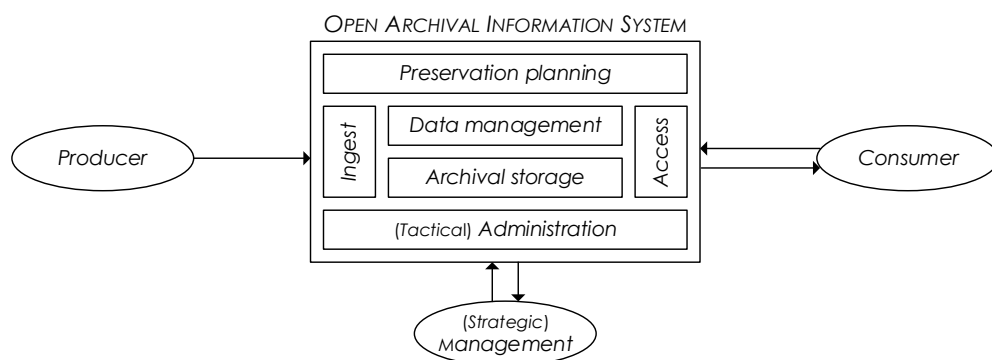 OPEN ARCHIVAL INFORMATION SYSTEM
Preservation planning
Producer
Ingest
Data management
Archival storage
Access
Consumer
(Tactical) Administration
(Strategic)
Management